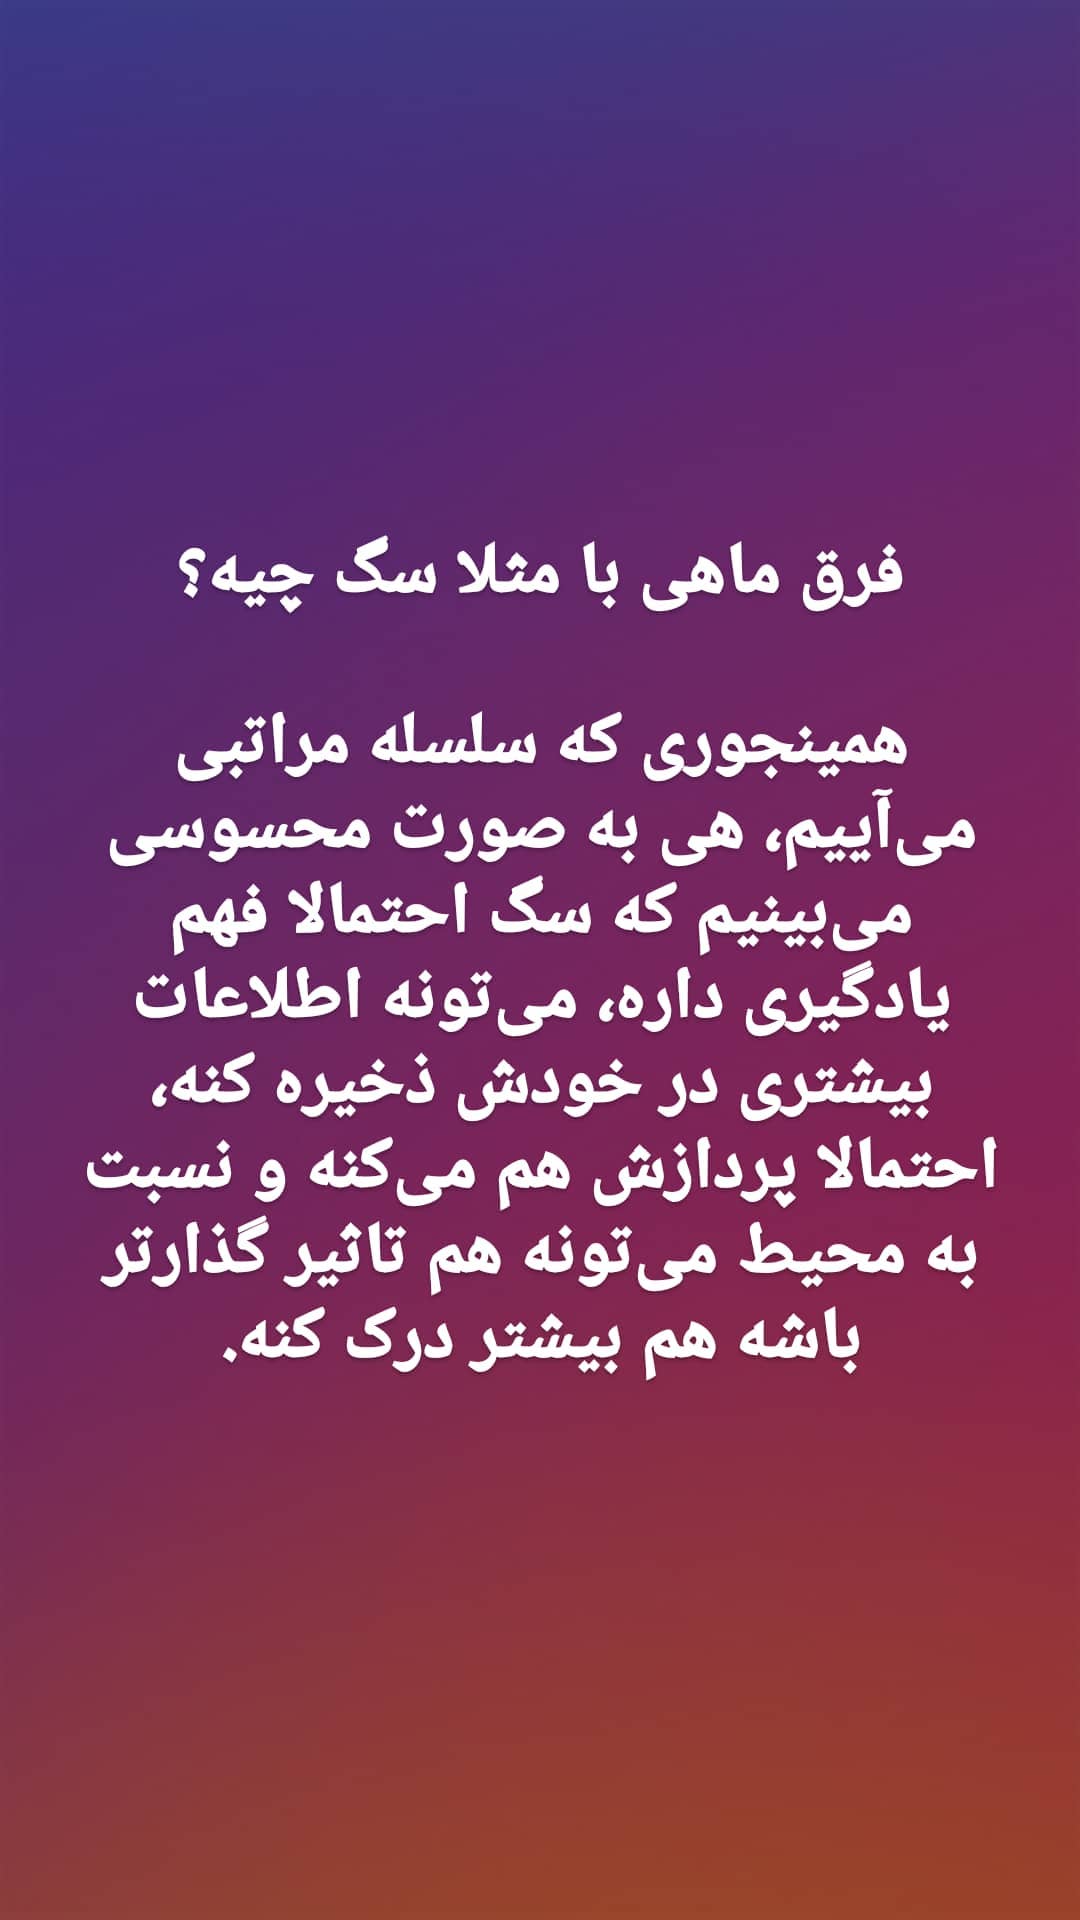 فرق ماهی با مثلا سگ چیه؟
همینجوری که سلسله مراتبی
می‌آییم، هی به صورت محسوسی
می‌بینیم که سگ احتمالا فهم
یادگیری داره، می‌تونه اطلاعات
بیشتری در خودش ذخیره کنه،
احتمالا پردازش هم می‌کنه و نسبت
به محیط می‌تونه هم تاثیر گذارتر
باشه هم بیشتر درک کنه.